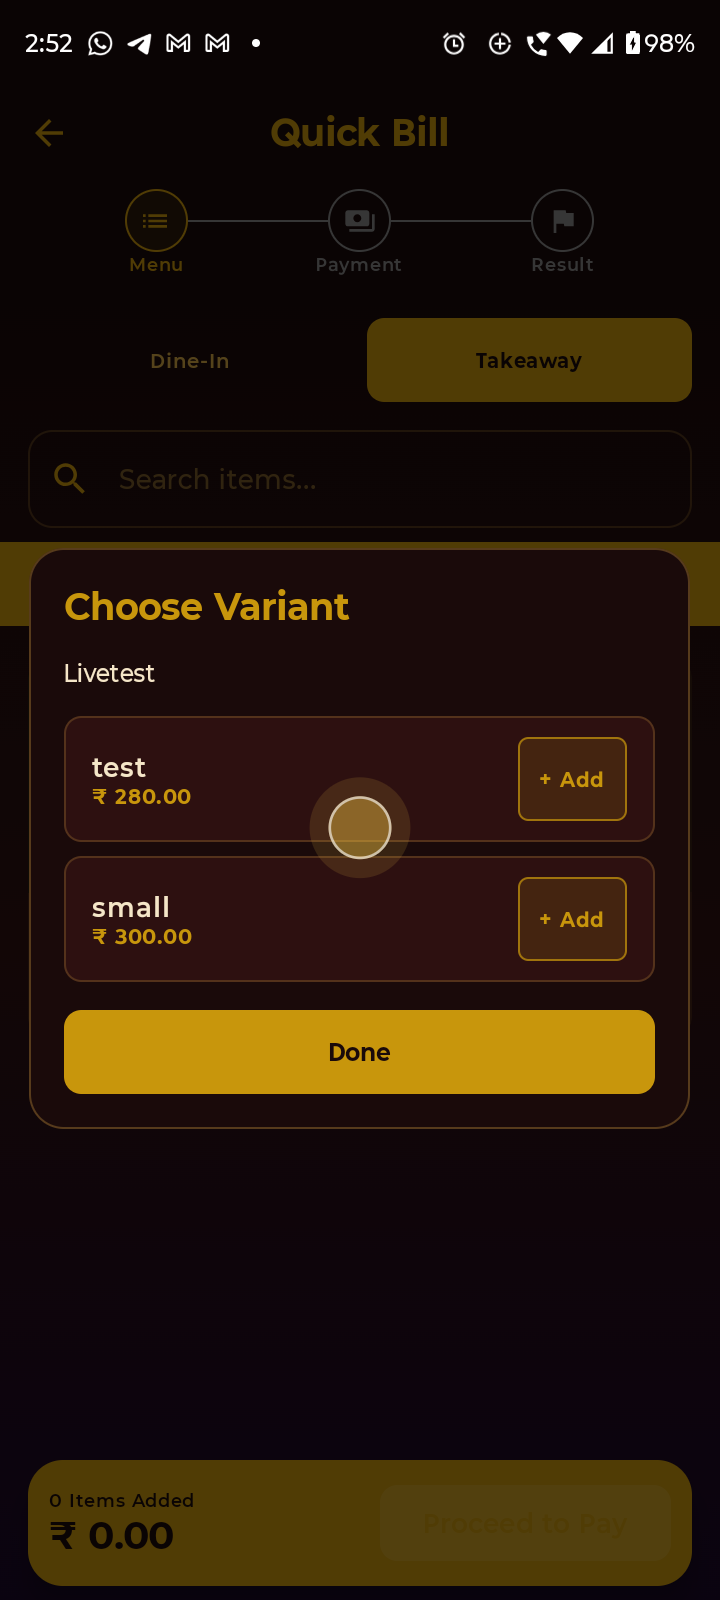 2:52
98%
Quick Bill
Menu
Payment
Result
Dine-In
Takeaway
Search items...
Choose Variant
Livetest
test
₹ 280.00
+ Add
small
₹ 300.00
+ Add
Done
0 Items Added
₹ 0.00
Proceed to Pay